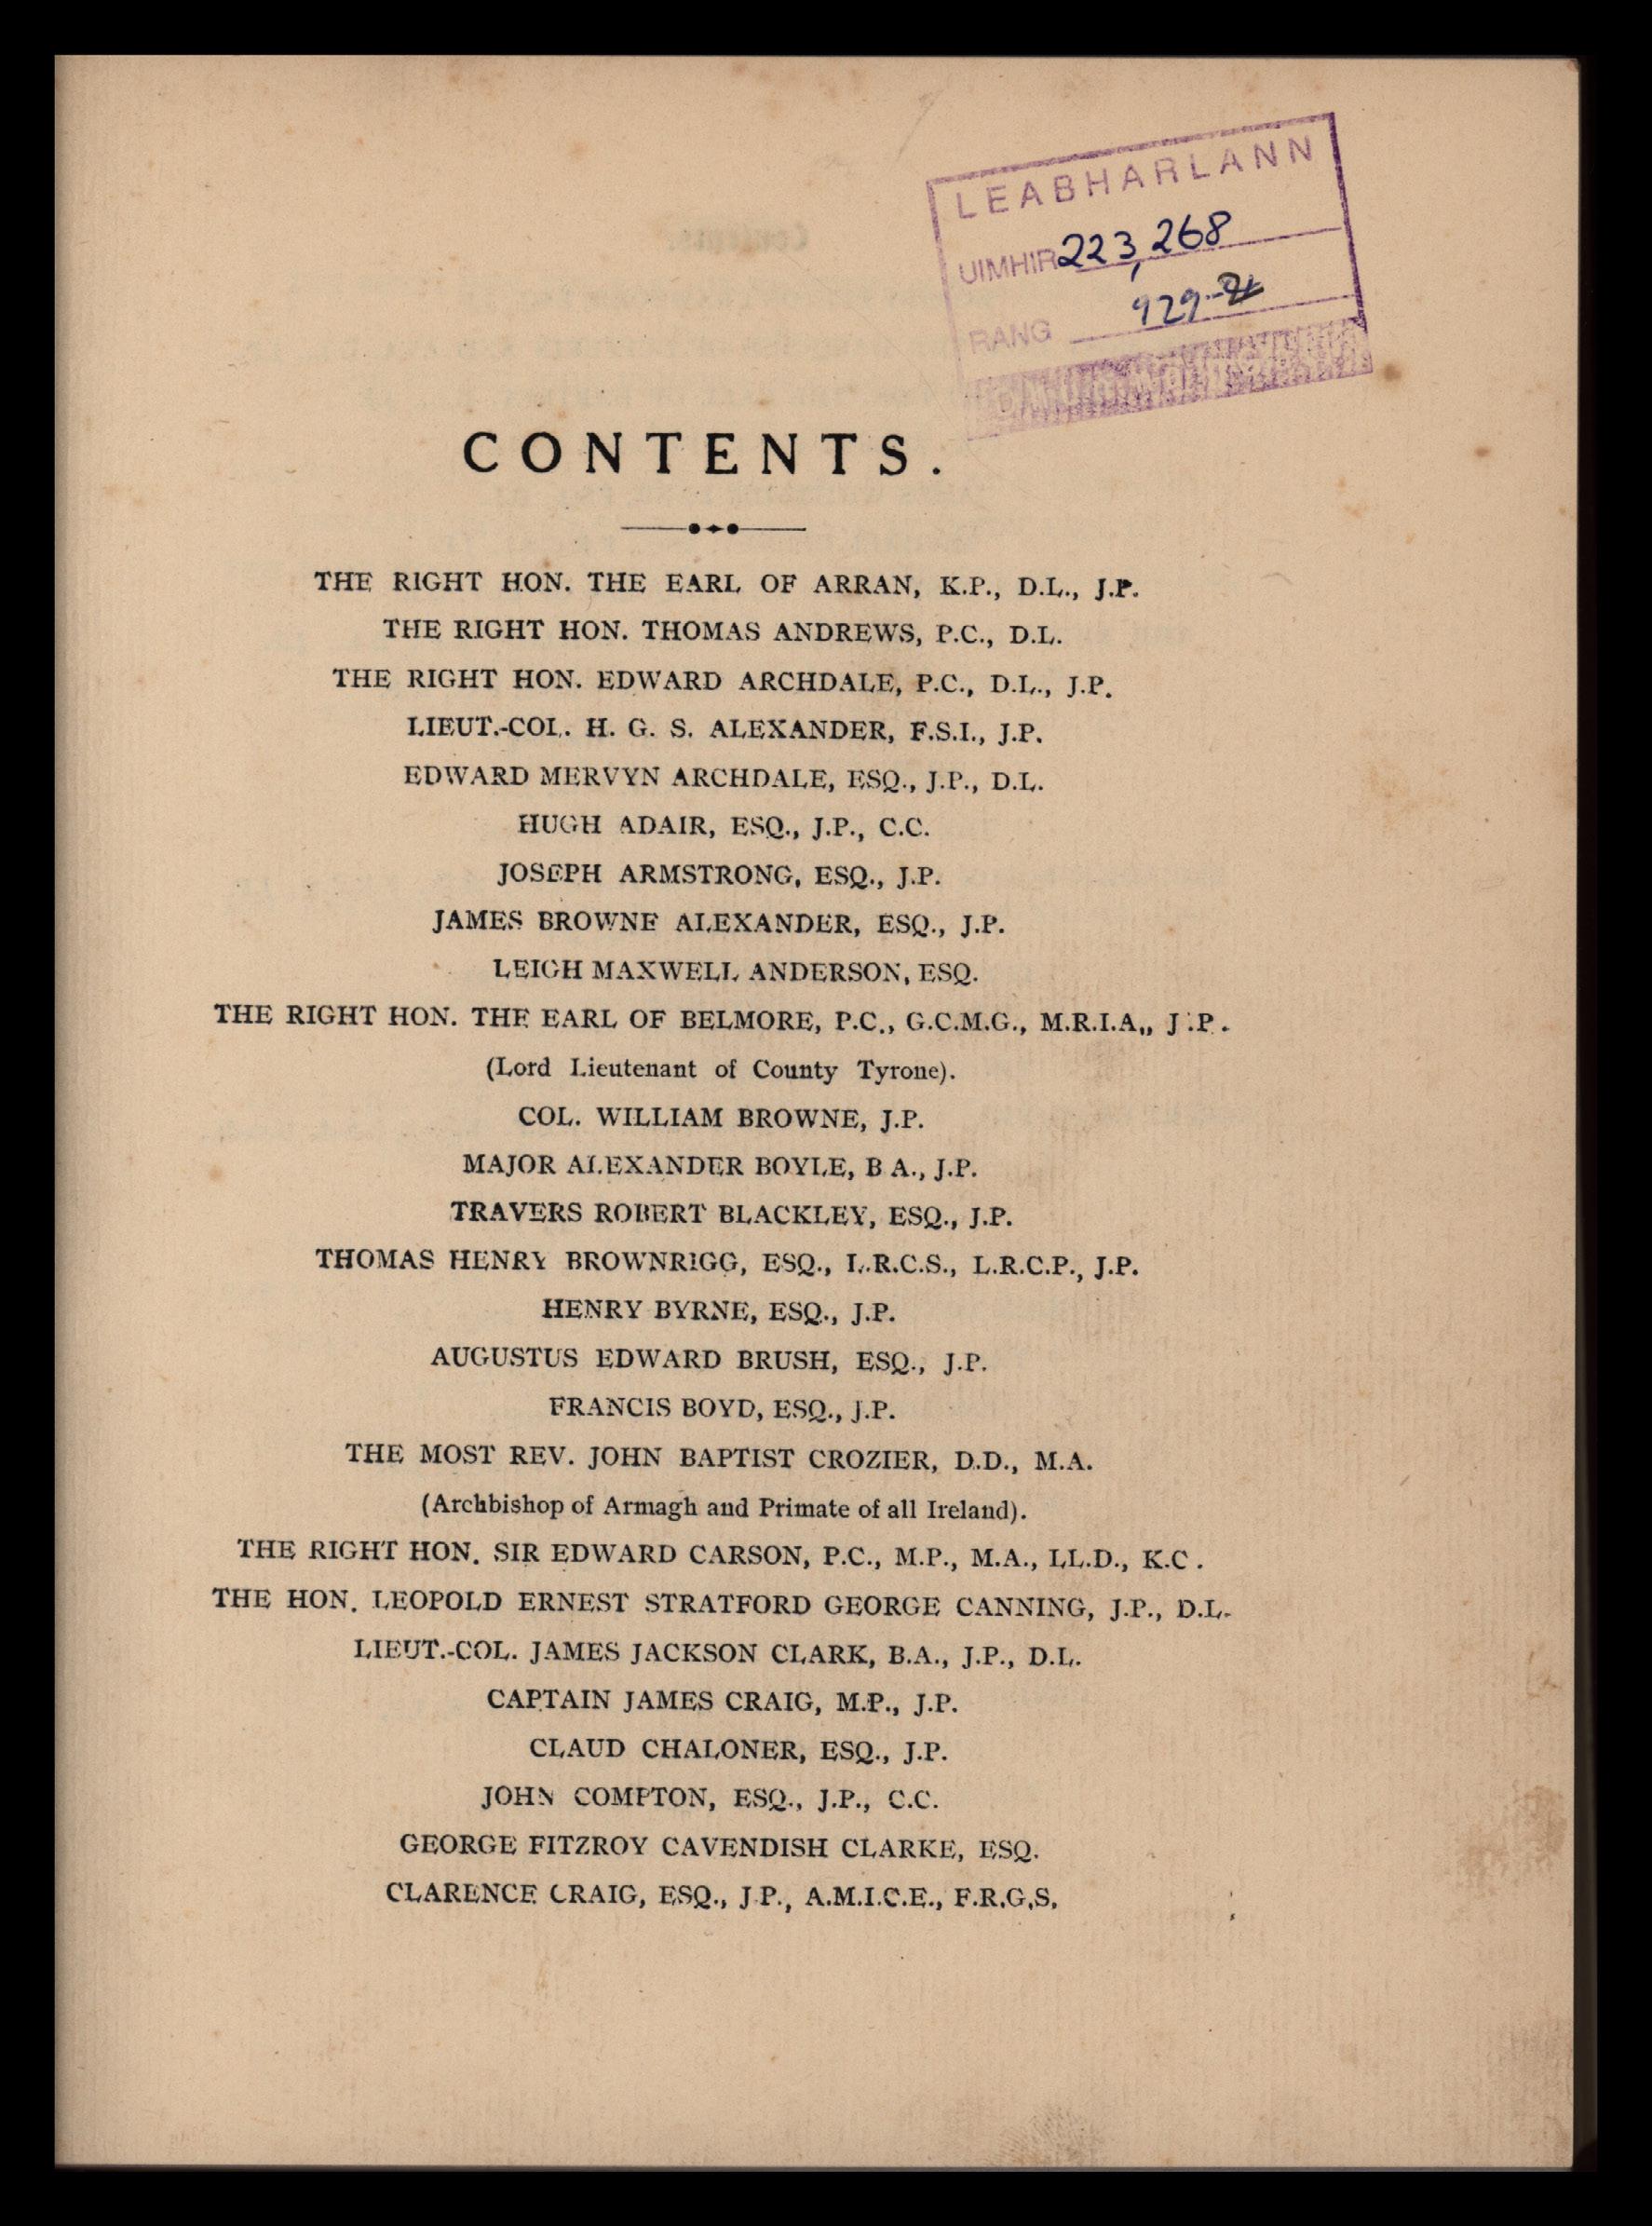 LEABHARLANN
UIMHIR 223,268
RANG 929.
CONTENTS.
THE RIGHT HON. THE EARL OF ARRAN, K.P., D.L., J.P.
THE RIGHT HON. THOMAS ANDREWS, P.C., D.L.
THE RIGHT HON. EDWARD ARCHDALE, P.C., D.L., J.P.
LIEUT.-COL. H. G. S. ALEXANDER, F.S.I., J.P.
EDWARD MERVYN ARCHDALE, ESQ., J.P., D.L.
HUGH ADAIR, ESQ., J.P., C.C.
JOSEPH ARMSTRONG, ESQ., J.P.
JAMES BROWNE ALEXANDER, ESQ., J.P.
LEIGH MAXWELL ANDERSON, ESQ.
THE RIGHT HON. THE EARL OF BELMORE, P.C., G.C.M.G., M.R.I.A,, J.P.
(Lord Lieutenant of County Tyrone).
COL. WILLIAM BROWNE, J.P.
MAJOR ALEXANDER BOYLE, B A., J.P.
TRAVERS ROBERT BLACKLEY, ESQ., J.P.
THOMAS HENRY BROWNRIGG, ESQ., L.R.C.S., L.R.C.P., J.P.
HENRY BYRNE, ESQ., J.P.
AUGUSTUS EDWARD BRUSH, ESQ., J.P.
FRANCIS BOYD, ESQ., J.P.
THE MOST REV. JOHN BAPTIST CROZIER, D.D., M.A.
(Archbishop of Armagh and Primate of all Ireland).
THE RIGHT HON. SIR EDWARD CARSON, P.C., M.P., M.A., LL.D., K.C.
THE HON. LEOPOLD ERNEST STRATFORD GEORGE CANNING, J.P., D.L.
LIEUT.-COL. JAMES JACKSON CLARK, B.A., J.P., D.L.
CAPTAIN JAMES CRAIG, M.P., J.P.
CLAUD CHALONER, ESQ., J.P.
JOHN COMPTON, ESQ., J.P., C.C.
GEORGE FITZROY CAVENDISH CLARKE, ESQ.
CLARENCE CRAIG, ESQ., J.P., A.M.I.C.E., F.R.G.S.